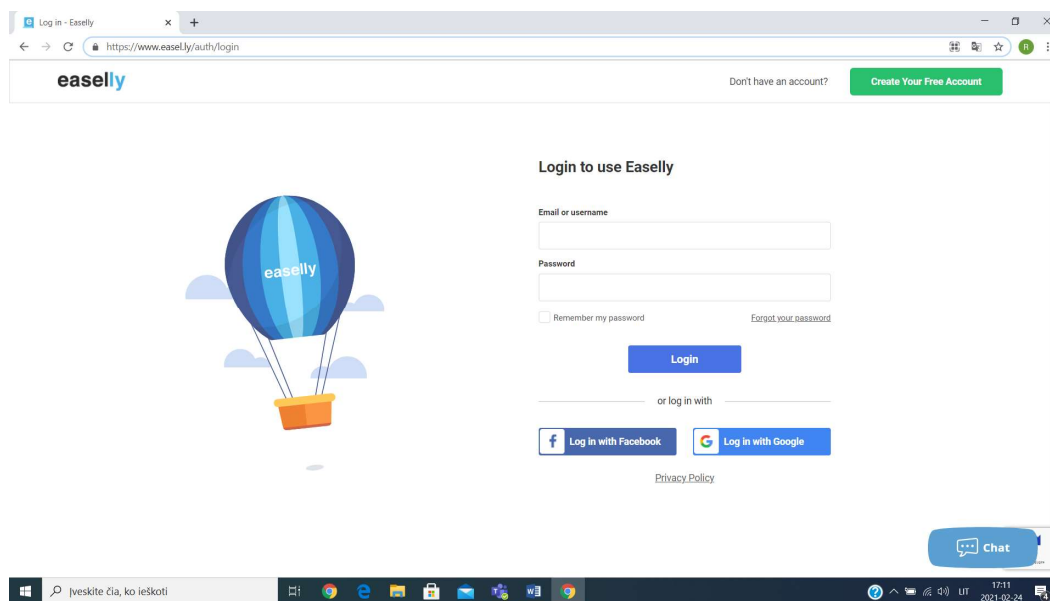 Log in - Easelly
https://www.easel.ly/auth/login
R
easelly
Don't have an account?
Create Your Free Account
Login to use Easelly
Email or username
easelly
Password
Remember my password
Forgot your password
Login
or log in with
Log in with Facebook
Log in with Google
Privacy Policy
Chat
Įveskite čia, ko ieškoti
LIT
17:11
2021-02-24
4